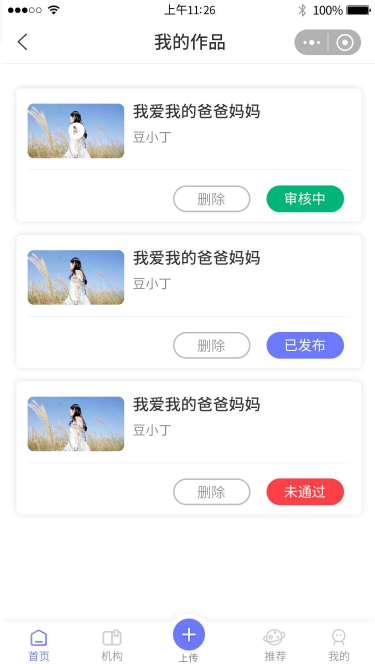 上午11:26
100%
我的作品
我爱我的爸爸妈妈
豆小丁
删除
审核中
我爱我的爸爸妈妈
豆小丁
删除
已发布
我爱我的爸爸妈妈
豆小丁
删除
未通过
首页
机构
上传
推荐
我的